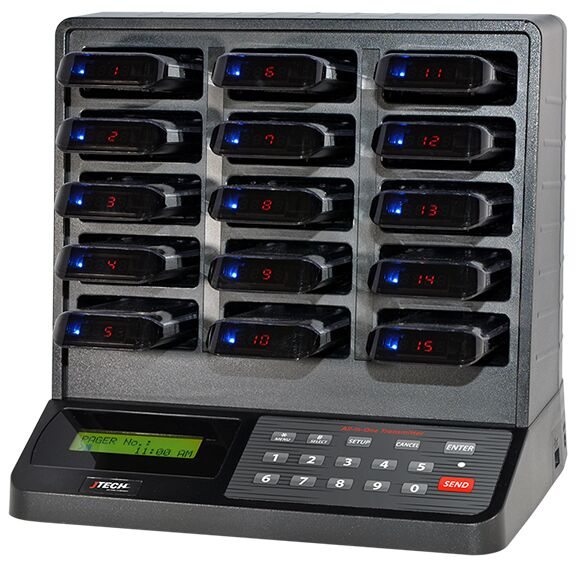 1 6 11
2 7 12
3 8 13
4 9 14
5 10 15
All-In-One Transmitter
PAGER No.:
11:00 AM
* MENU # SELECT SETUP CANCEL ENTER
1 2 3 4 5
6 7 8 9 0 SEND
JTECH